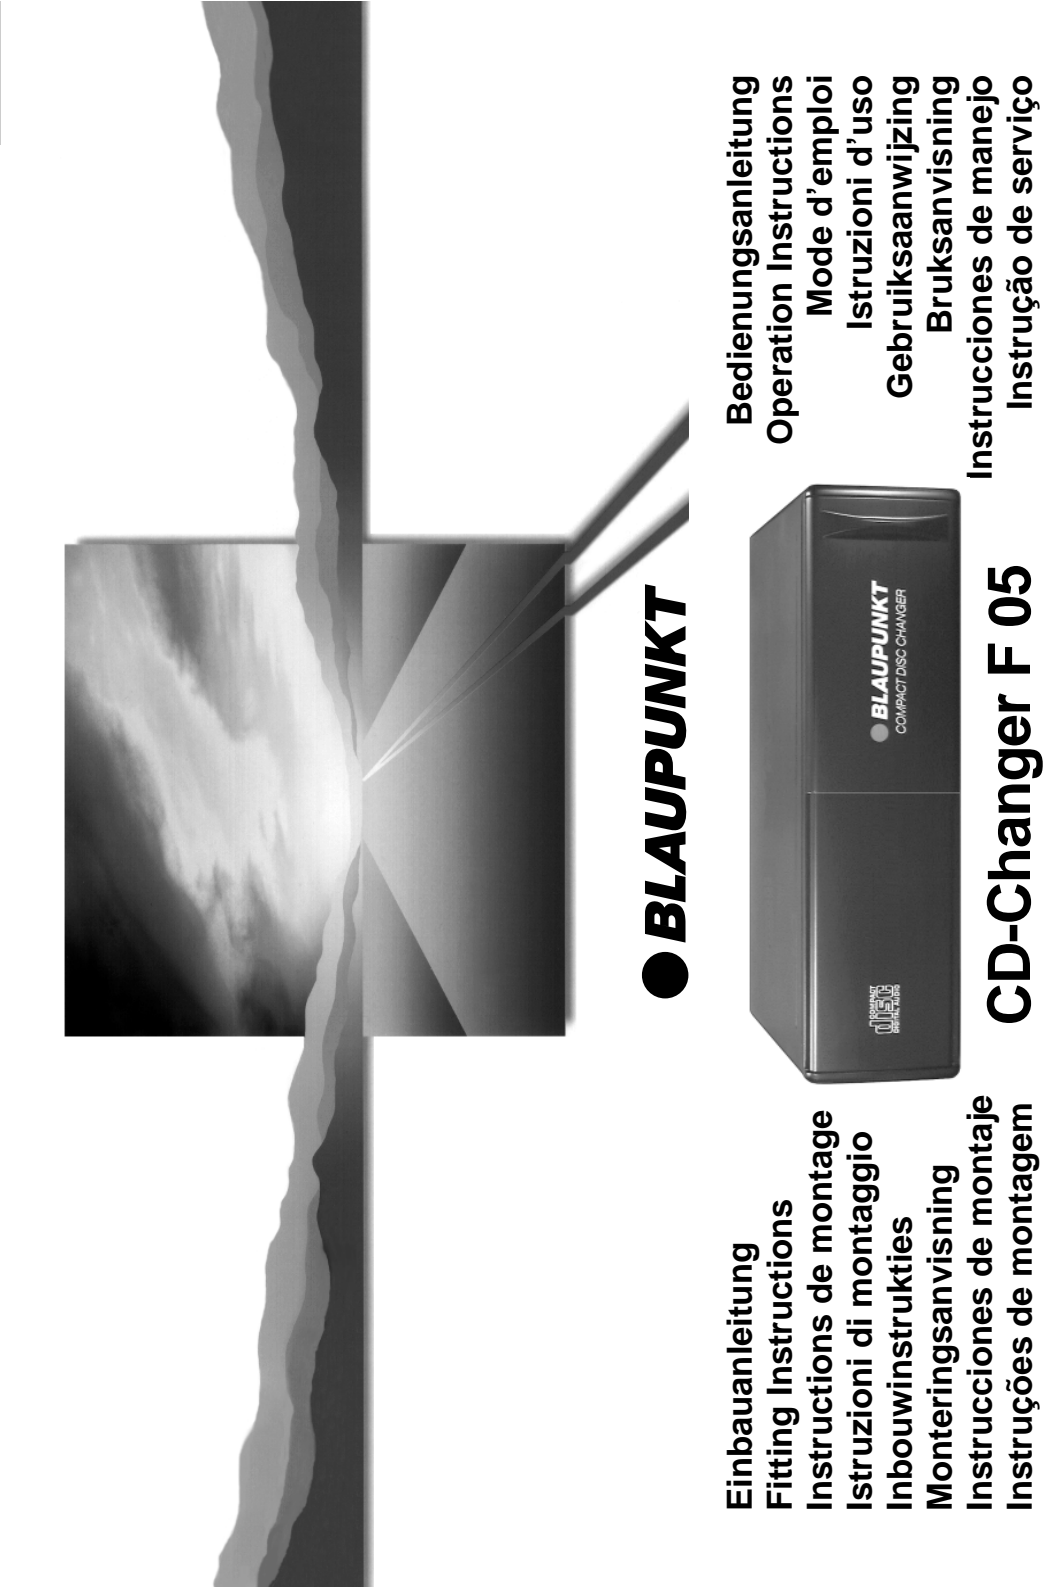 BLAUPUNKT
Einbauanleitung
Fitting Instructions
Instructions de montage
Istruzioni di montaggio
Inbouwinstrukties
Monteringsanvisning
Instrucciones de montaje
Instruções de montagem
COMPACT
disc
DIGITAL AUDIO
BLAUPUNKT
COMPACT DISC CHANGER
CD-Changer F 05
Bedienungsanleitung
Operation Instructions
Mode d'emploi
Istruzioni d'uso
Gebruiksaanwijzing
Bruksanvisning
Instrucciones de manejo
Instrução de serviço